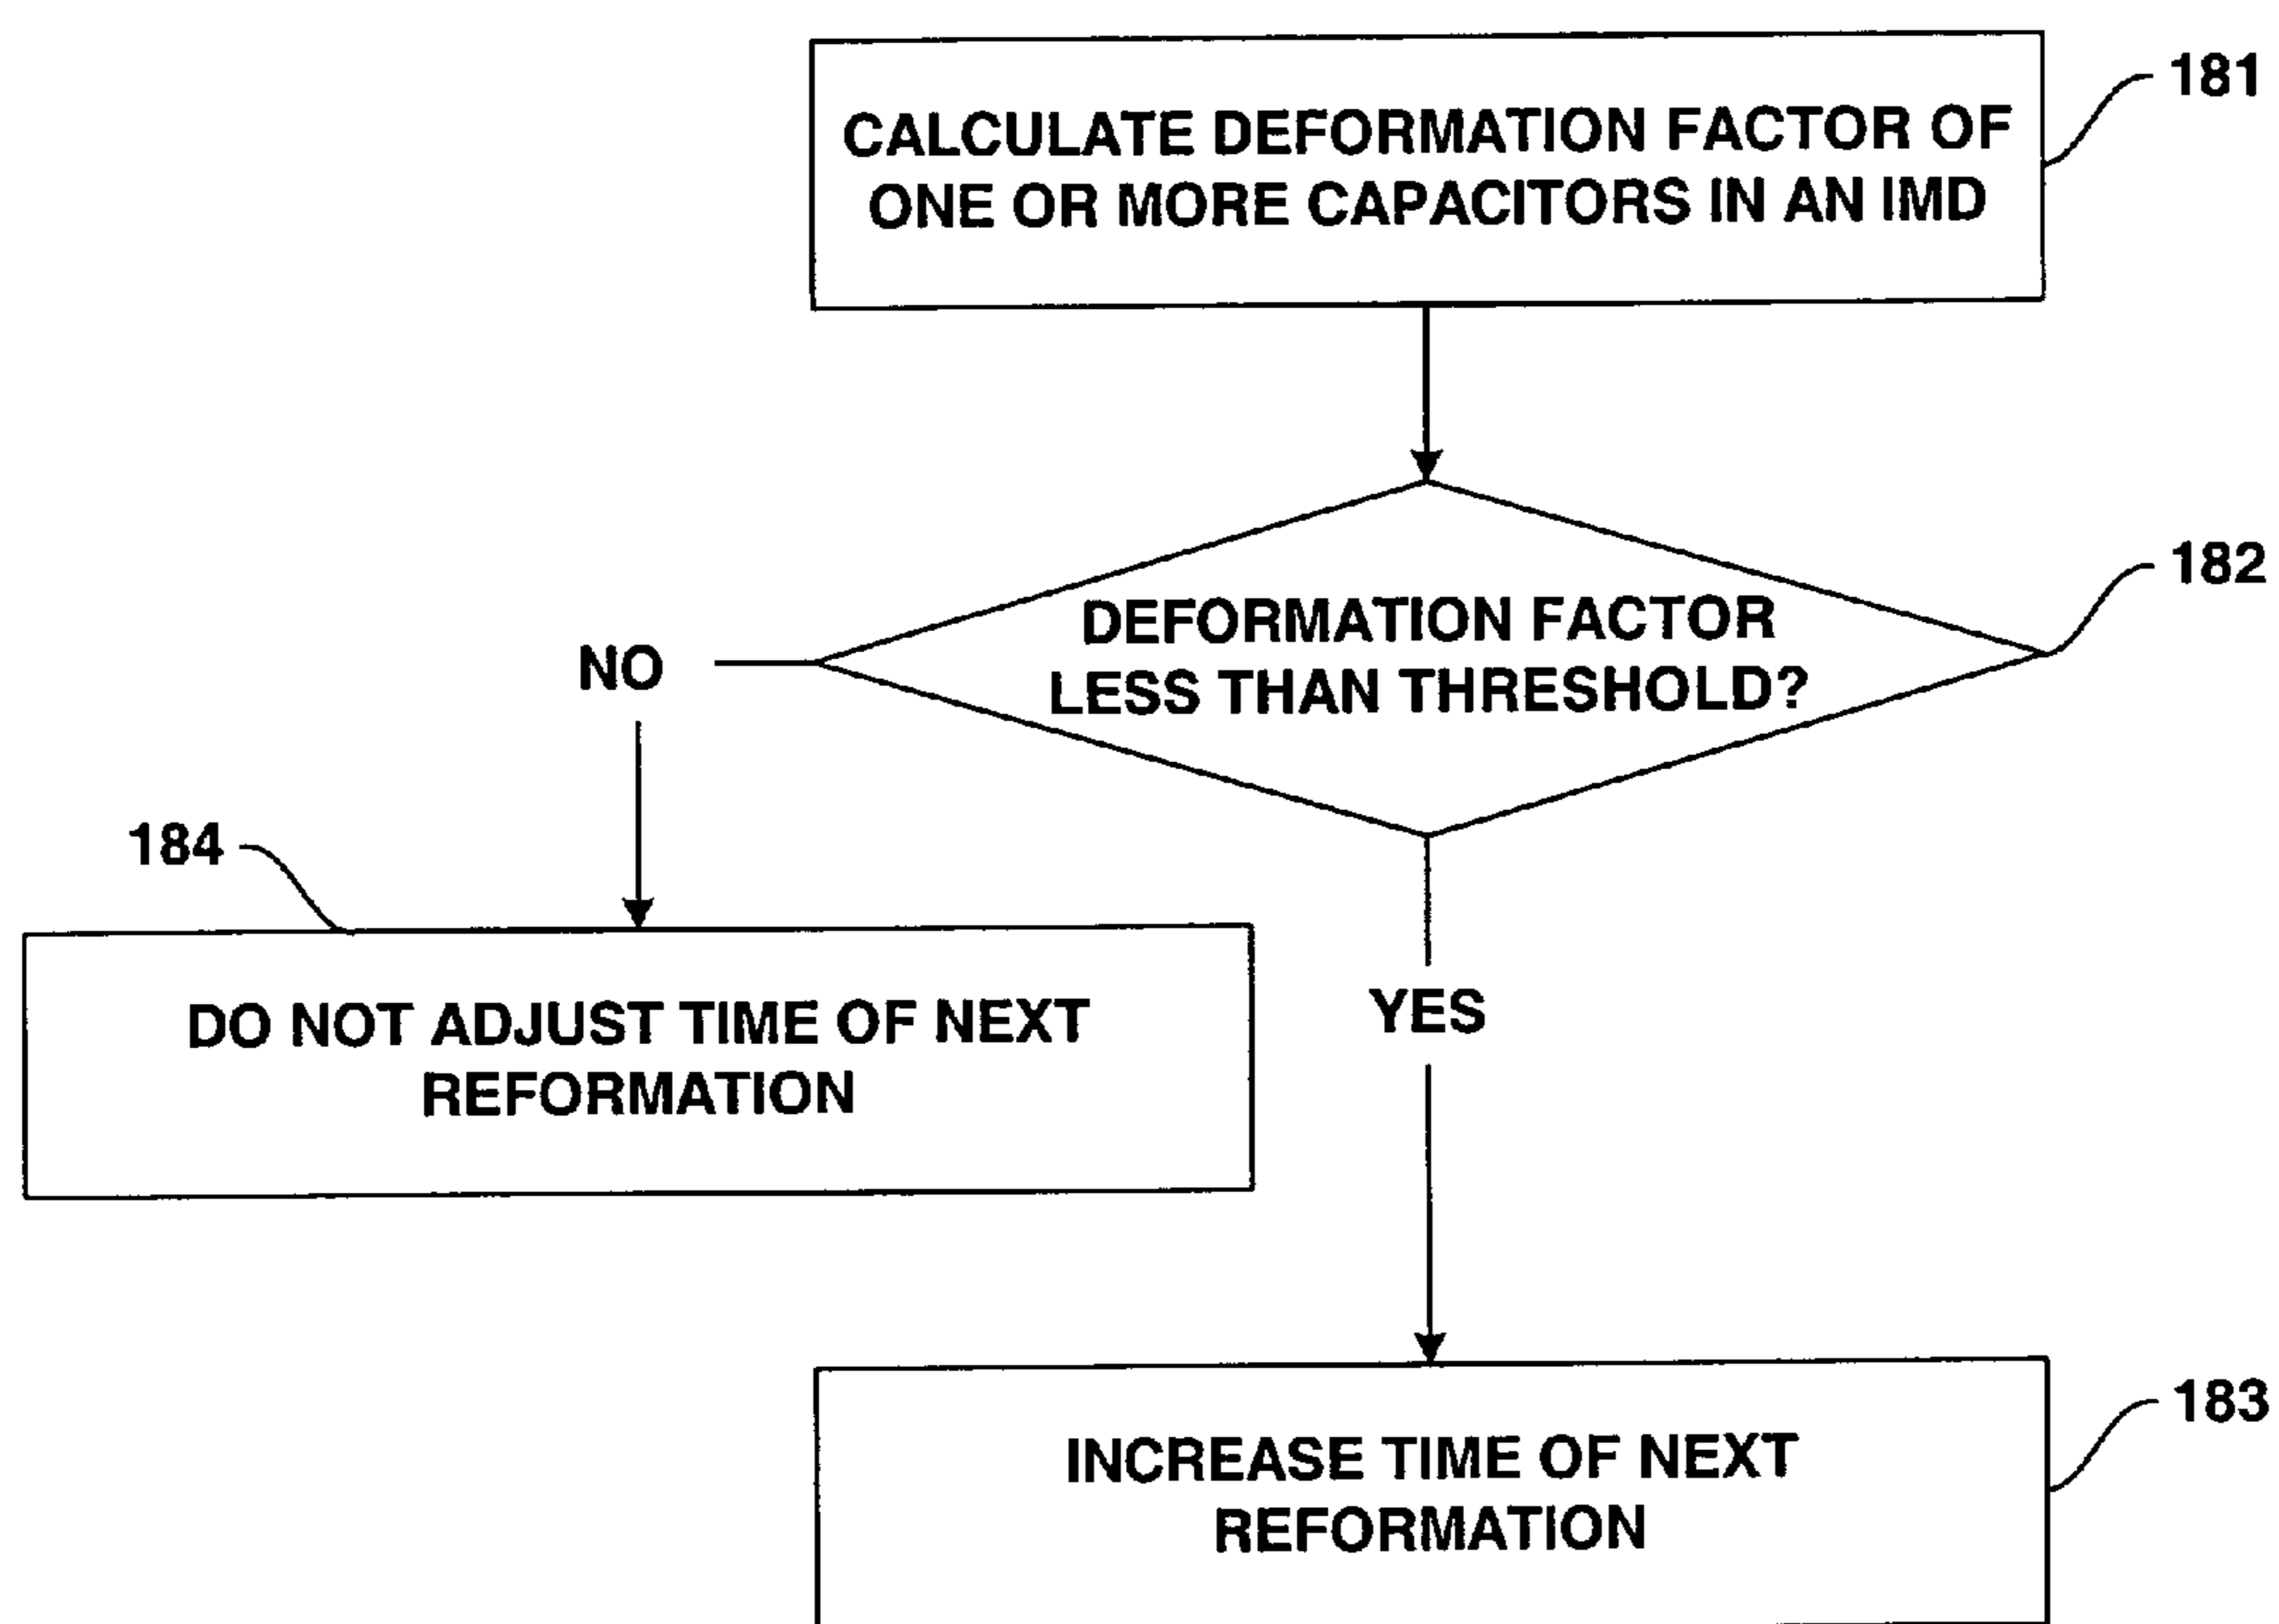 181
CALCULATE DEFORMATION FACTOR OF
ONE OR MORE CAPACITORS IN AN IMD
182
DEFORMATION FACTOR
LESS THAN THRESHOLD?
NO
184
DO NOT ADJUST TIME OF NEXT
REFORMATION
YES
183
INCREASE TIME OF NEXT
REFORMATION